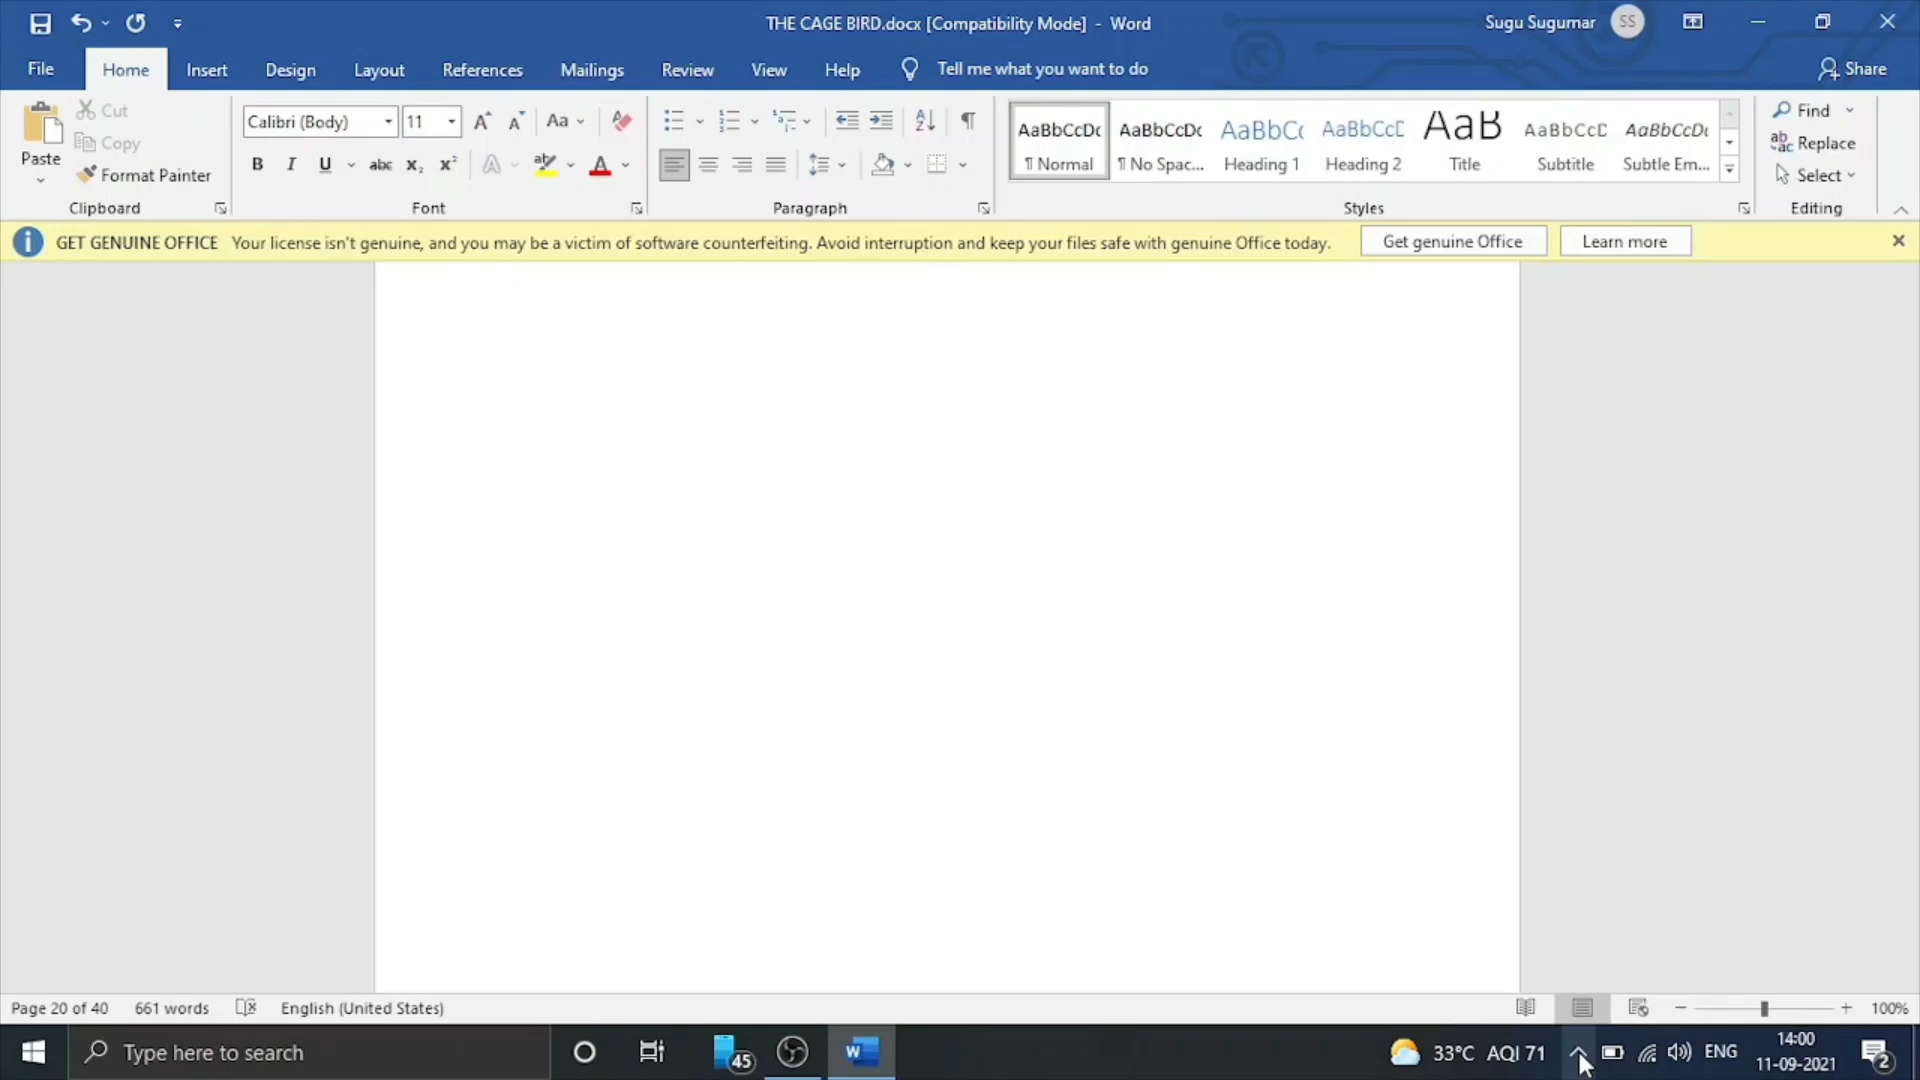 THE CAGE BIRD.docx [Compatibility Mode] - Word
Sugu Sugumar
SS
File
Home
Insert
Design
Layout
References
Mailings
Review
View
Help
Tell me what you want to do
Share
Paste
Cut
Copy
Format Painter
Clipboard
Calibri (Body)
11
Aa
B I U abc x₂ x²
A
Font
Paragraph
AaBbCcDc
¶ Normal
AaBbCcDc
¶ No Spac...
AaBbCc
Heading 1
AaBbCcD
Heading 2
AaB
Title
AaBbCcD
Subtitle
AaBbCcDc
Subtle Em...
Styles
Find
Replace
Select
Editing
GET GENUINE OFFICE Your license isn't genuine, and you may be a victim of software counterfeiting. Avoid interruption and keep your files safe with genuine Office today.
Get genuine Office
Learn more
Page 20 of 40
661 words
English (United States)
100%
Type here to search
45
W
33°C AQI 71
ENG
14:00
11-09-2021
2